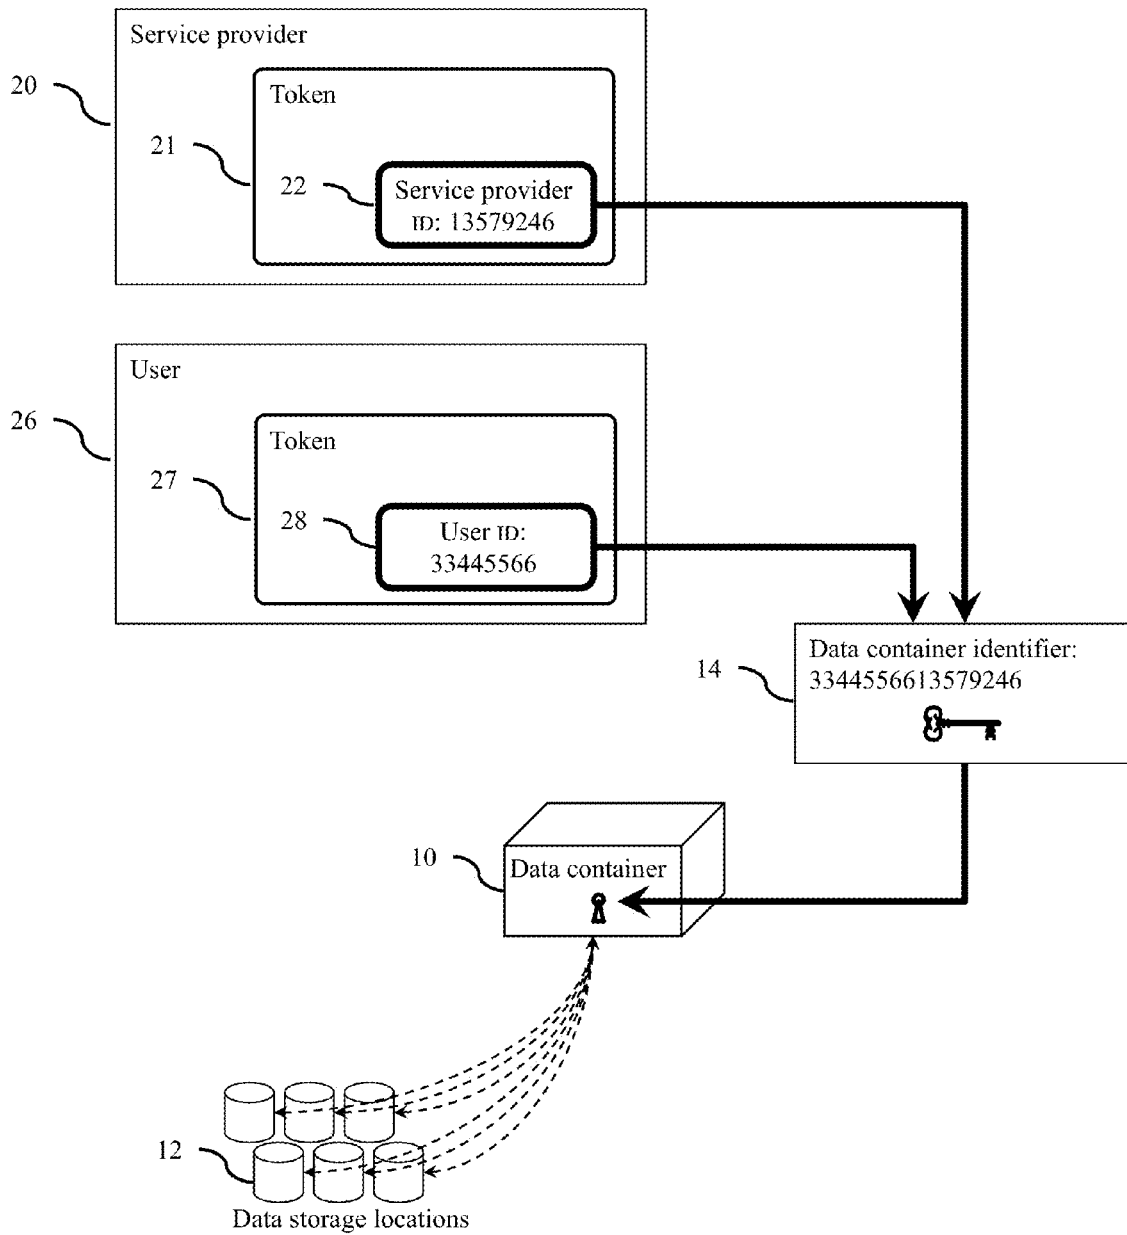 Service provider
20
Token
21
22
Service provider
ID: 13579246
User
26
Token
27
28
User ID:
33445566
Data container identifier:
3344556613579246
14
10
Data container
12
Data storage locations